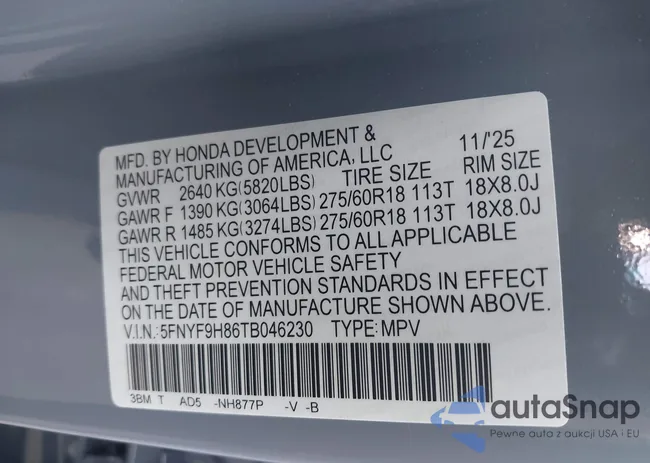 MFD. BY HONDA DEVELOPMENT & 11/'25
MANUFACTURING OF AMERICA, LLC
GVWR 2640 KG(5820LBS) TIRE SIZE RIM SIZE
GAWR F 1390 KG(3064LBS) 275/60R18 113T 18X8.0J
GAWR R 1485 KG(3274LBS) 275/60R18 113T 18X8.0J
THIS VEHICLE CONFORMS TO ALL APPLICABLE
FEDERAL MOTOR VEHICLE SAFETY
AND THEFT PREVENTION STANDARDS IN EFFECT
ON THE DATE OF MANUFACTURE SHOWN ABOVE.
V.I.N.: 5FNYF9H86TB046230 TYPE: MPV
3BM T AD5 -NH877P -V -B
autaSnap
Pewne auta z aukcji USA i EU